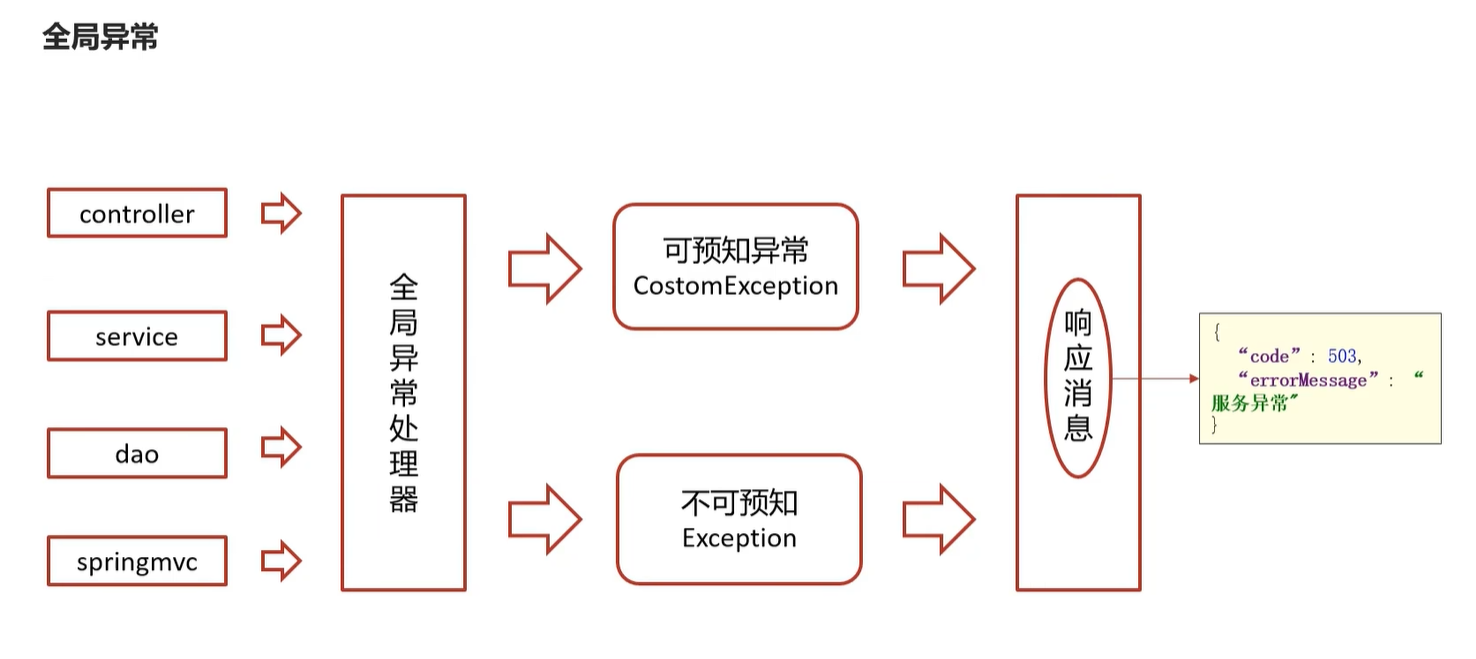 全局异常
controller
service
dao
springmvc
全局异常处理器
可预知异常
CostomException
不可预知
Exception
响应消息
{
“code” : 503,
“errorMessage” : “
服务异常"
}